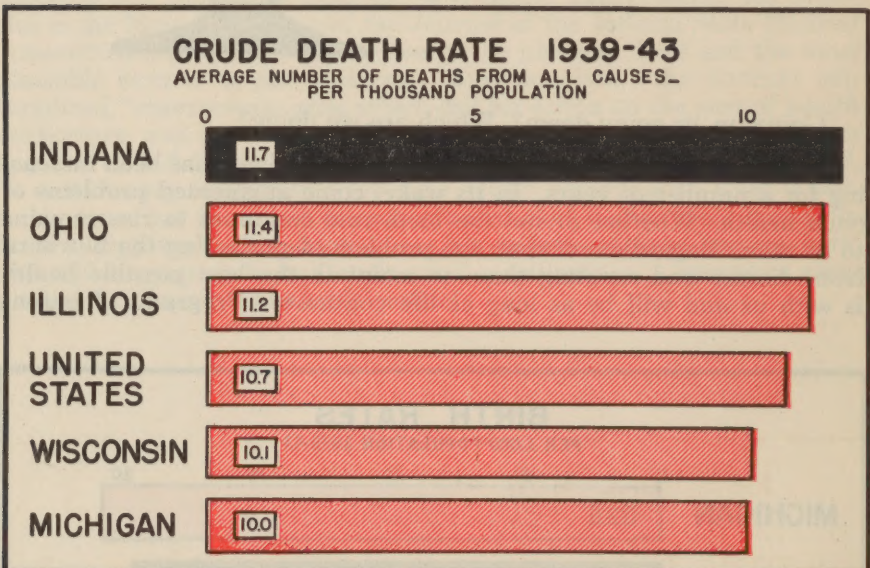 CRUDE DEATH RATE 1939-43
AVERAGE NUMBER OF DEATHS FROM ALL CAUSES—
PER THOUSAND POPULATION
0 5 10
INDIANA 11.7
OHIO 11.4
ILLINOIS 11.2
UNITED
STATES 10.7
WISCONSIN 10.1
MICHIGAN 10.0